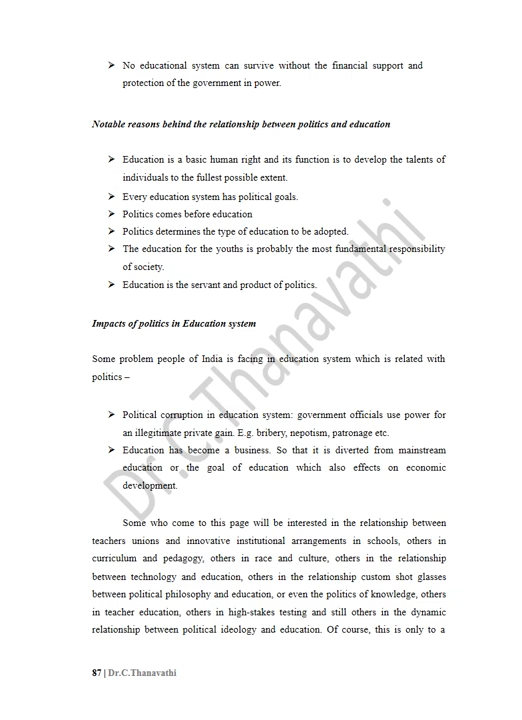 ➢ No educational system can survive without the financial support and
protection of the government in power.
Notable reasons behind the relationship between politics and education
➢ Education is a basic human right and its function is to develop the talents of
individuals to the fullest possible extent.
➢ Every education system has political goals.
➢ Politics comes before education
➢ Politics determines the type of education to be adopted.
➢ The education for the youths is probably the most fundamental responsibility
of society.
➢ Education is the servant and product of politics.
Impacts of politics in Education system
Some problem people of India is facing in education system which is related with
politics –
➢ Political corruption in education system: government officials use power for
an illegitimate private gain. E.g. bribery, nepotism, patronage etc.
➢ Education has become a business. So that it is diverted from mainstream
education or the goal of education which also effects on economic
development.
Some who come to this page will be interested in the relationship between
teachers unions and innovative institutional arrangements in schools, others in
curriculum and pedagogy, others in race and culture, others in the relationship
between technology and education, others in the relationship custom shot glasses
between political philosophy and education, or even the politics of knowledge, others
in teacher education, others in high-stakes testing and still others in the dynamic
relationship between political ideology and education. Of course, this is only to a
87 | Dr.C.Thanavathi
Dr.C.Thanavathi